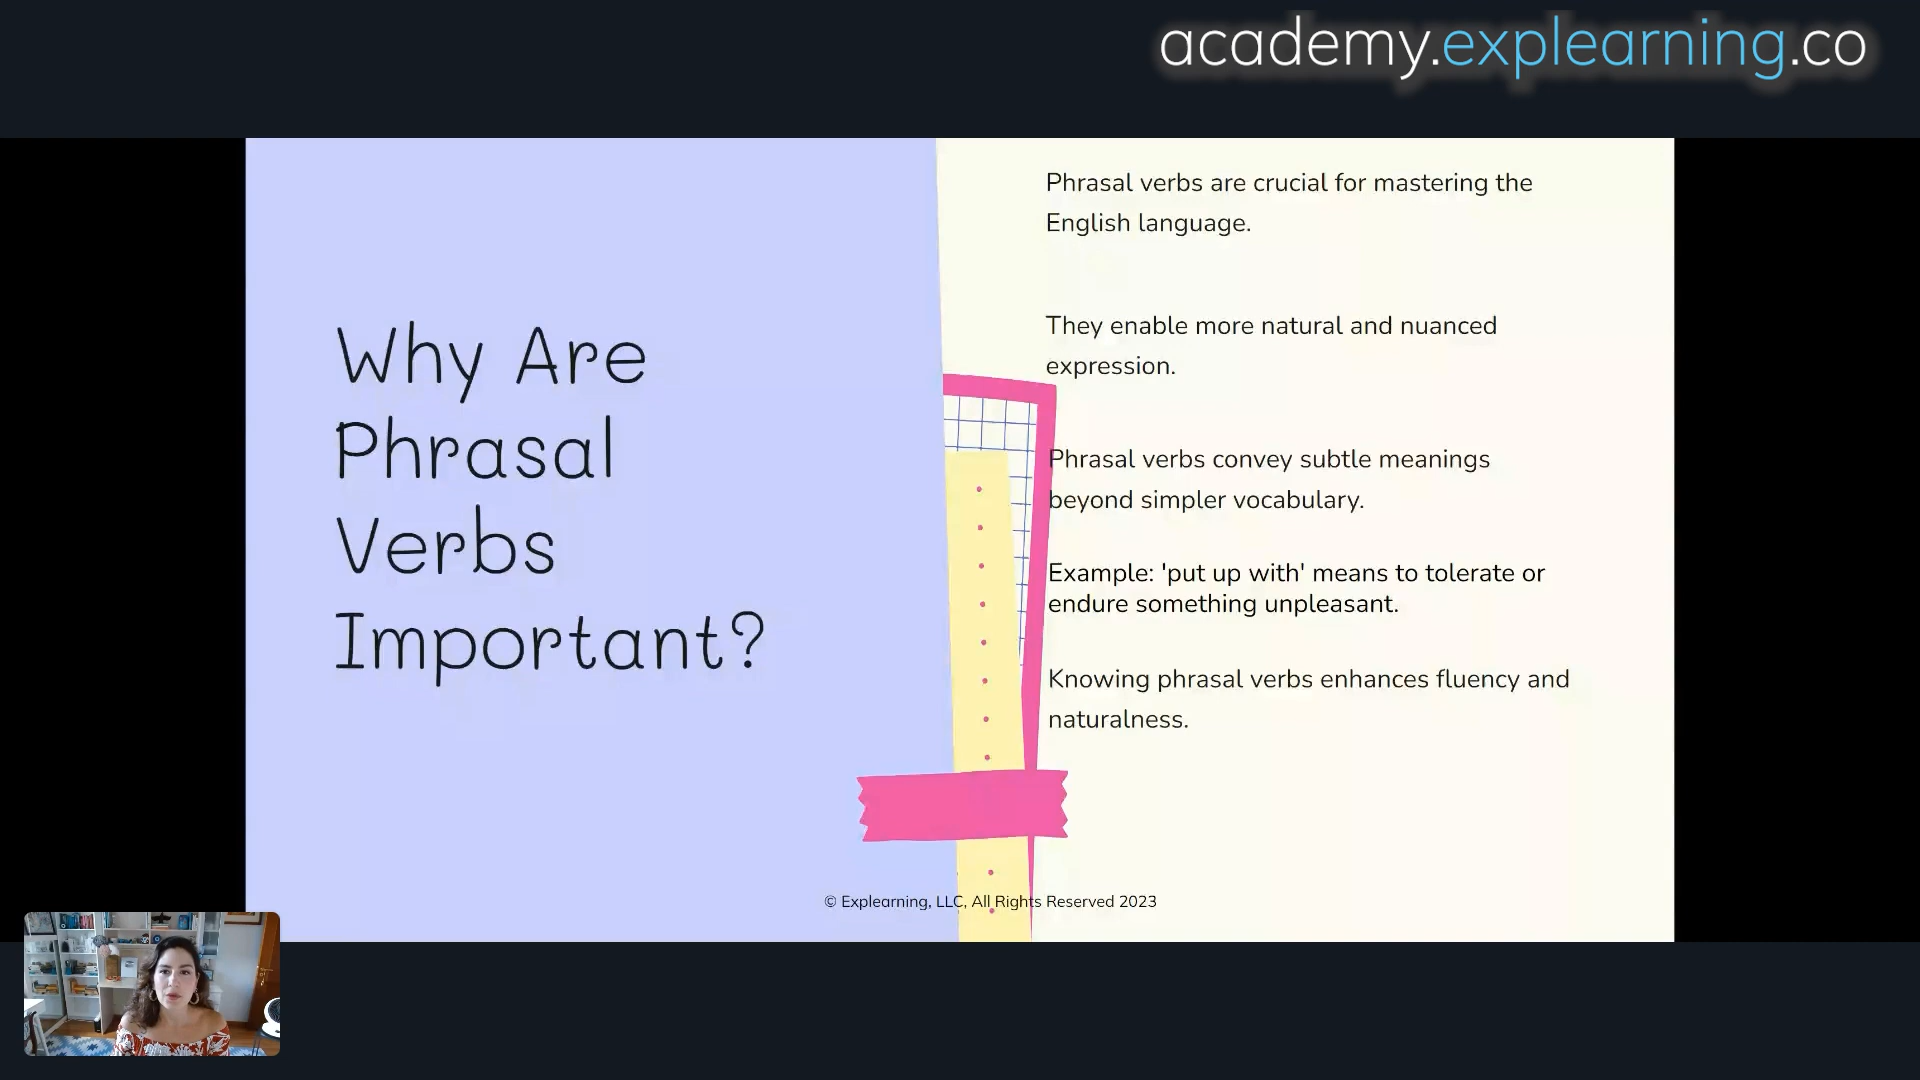 academy.explearning.co
Why Are
Phrasal
Verbs
Important?
Phrasal verbs are crucial for mastering the
English language.
They enable more natural and nuanced
expression.
Phrasal verbs convey subtle meanings
beyond simpler vocabulary.
Example: 'put up with' means to tolerate or
endure something unpleasant.
Knowing phrasal verbs enhances fluency and
naturalness.
© Explearning, LLC, All Rights Reserved 2023